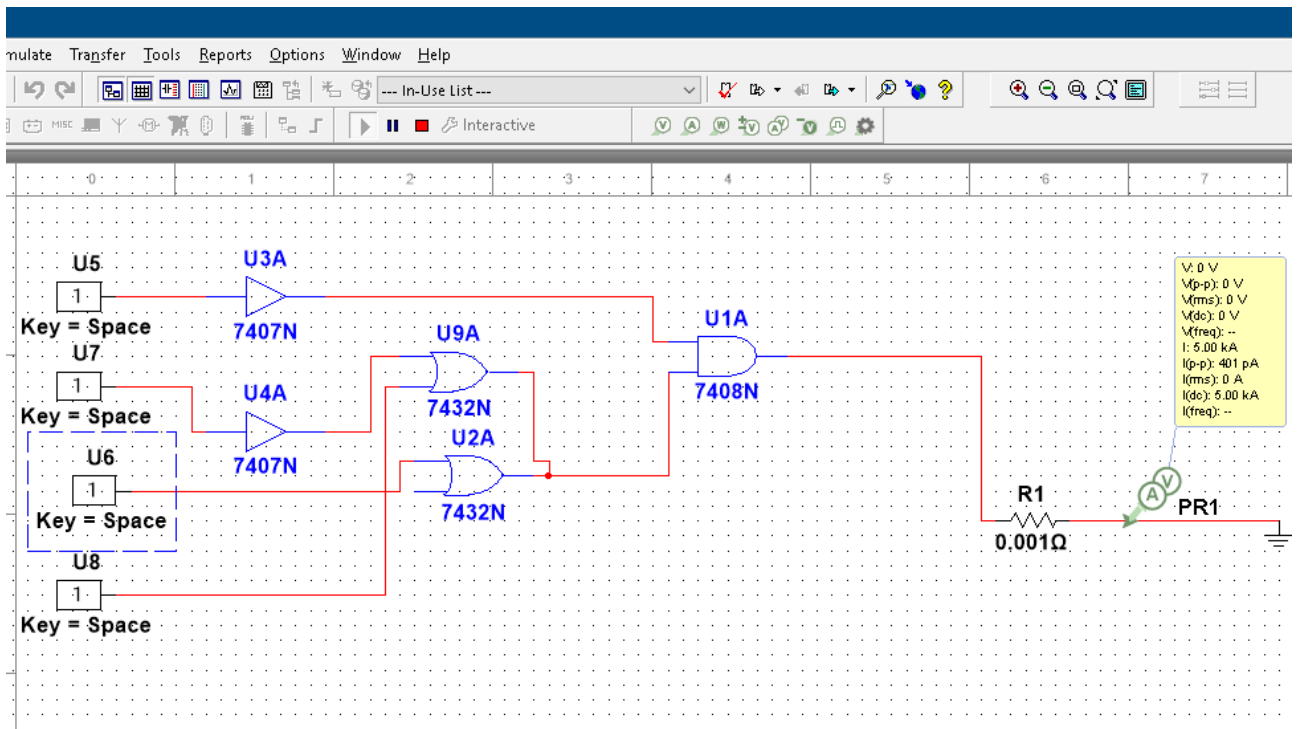 mulate Transfer Tools Reports Options Window Help
--- In-Use List ---
MISC Interactive
V A W V AV V
0 1 2 3 4 5 6 7
U5
1
Key = Space
U3A
7407N
U7
1
Key = Space
U4A
7407N
U9A
7432N
U2A
7432N
U6
1
Key = Space
U8
1
Key = Space
U1A
7408N
R1
0.001Ω
A V
PR1
V: 0 V
V(p-p): 0 V
V(rms): 0 V
V(dc): 0 V
V(freq): --
I: 5.00 kA
I(p-p): 401 pA
I(rms): 0 A
I(dc): 5.00 kA
I(freq): --